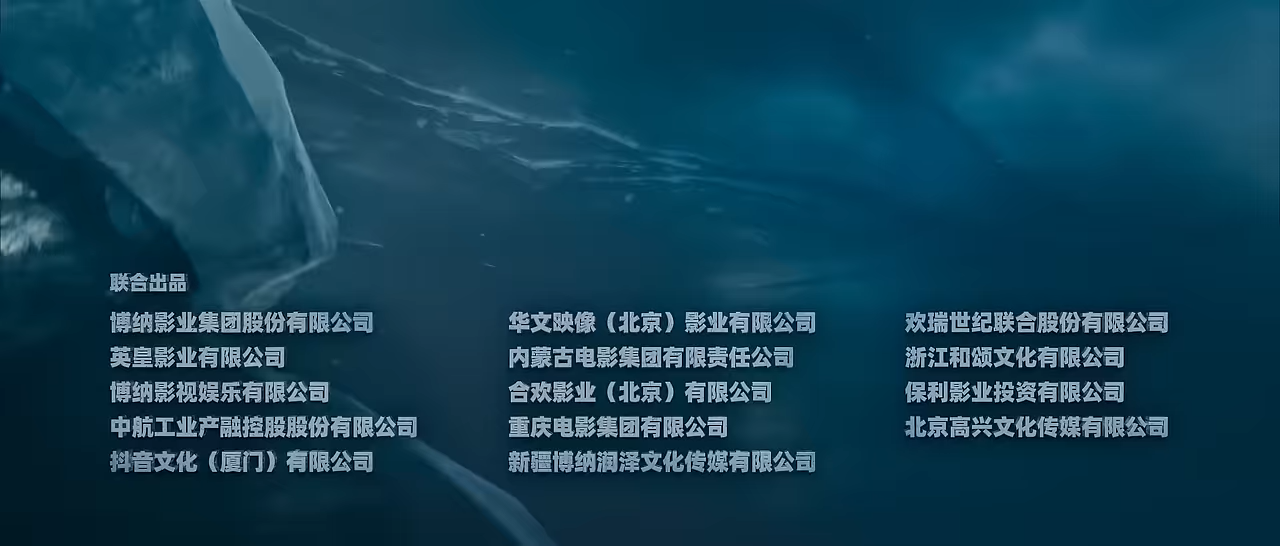 联合出品
博纳影业集团股份有限公司
英皇影业有限公司
博纳影视娱乐有限公司
中航工业产融控股股份有限公司
抖音文化（厦门）有限公司
华文映像（北京）影业有限公司
内蒙古电影集团有限责任公司
合欢影业（北京）有限公司
重庆电影集团有限公司
新疆博纳润泽文化传媒有限公司
欢瑞世纪联合股份有限公司
浙江和颂文化有限公司
保利影业投资有限公司
北京高兴文化传媒有限公司